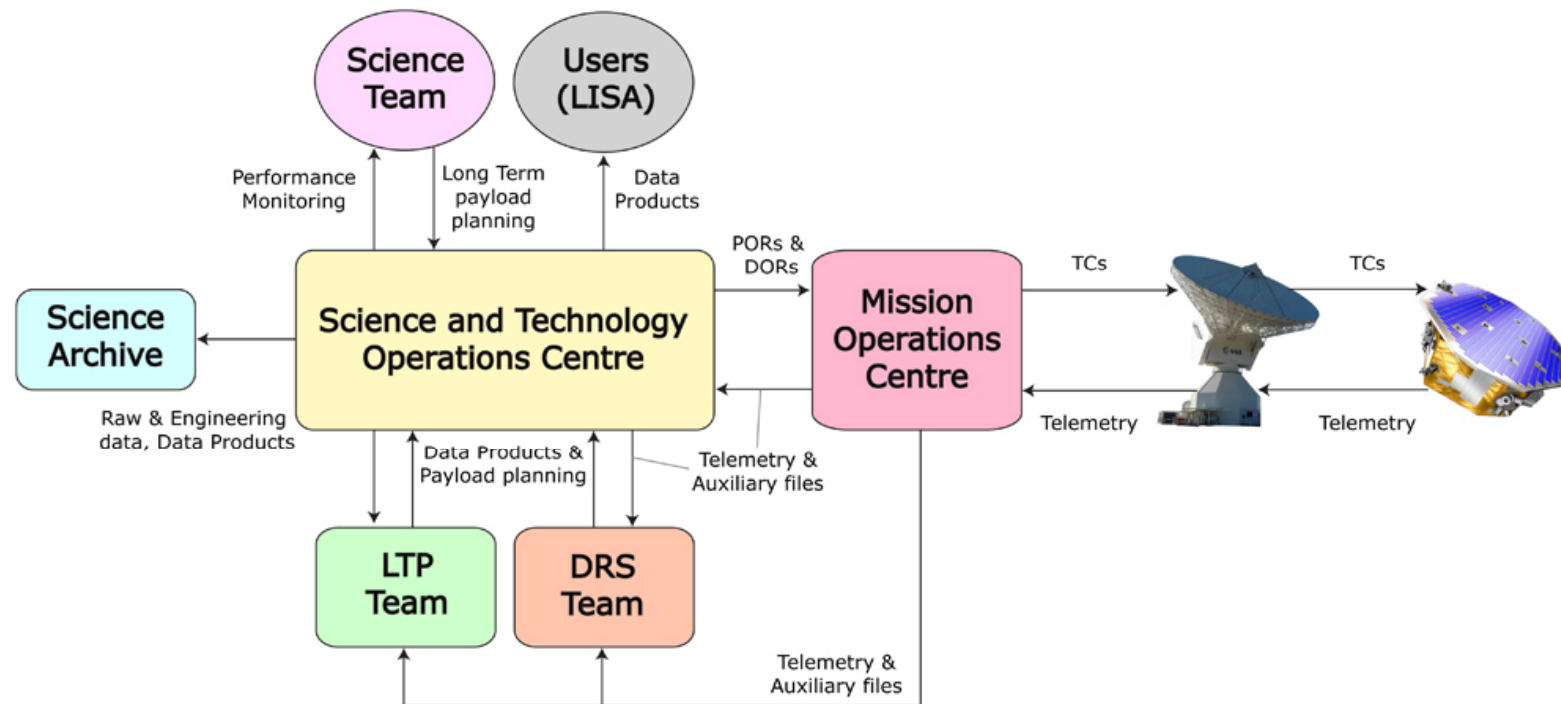 Science
Team
Users
(LISA)
Performance
Monitoring
Long Term
payload
planning
Data
Products
PORs &
DORs
TCs
TCs
Science
Archive
Science and Technology
Operations Centre
Mission
Operations
Centre
Telemetry
Telemetry
Raw & Engineering
data, Data Products
Data Products &
Payload planning
Telemetry &
Auxiliary files
LTP
Team
DRS
Team
Telemetry &
Auxiliary files